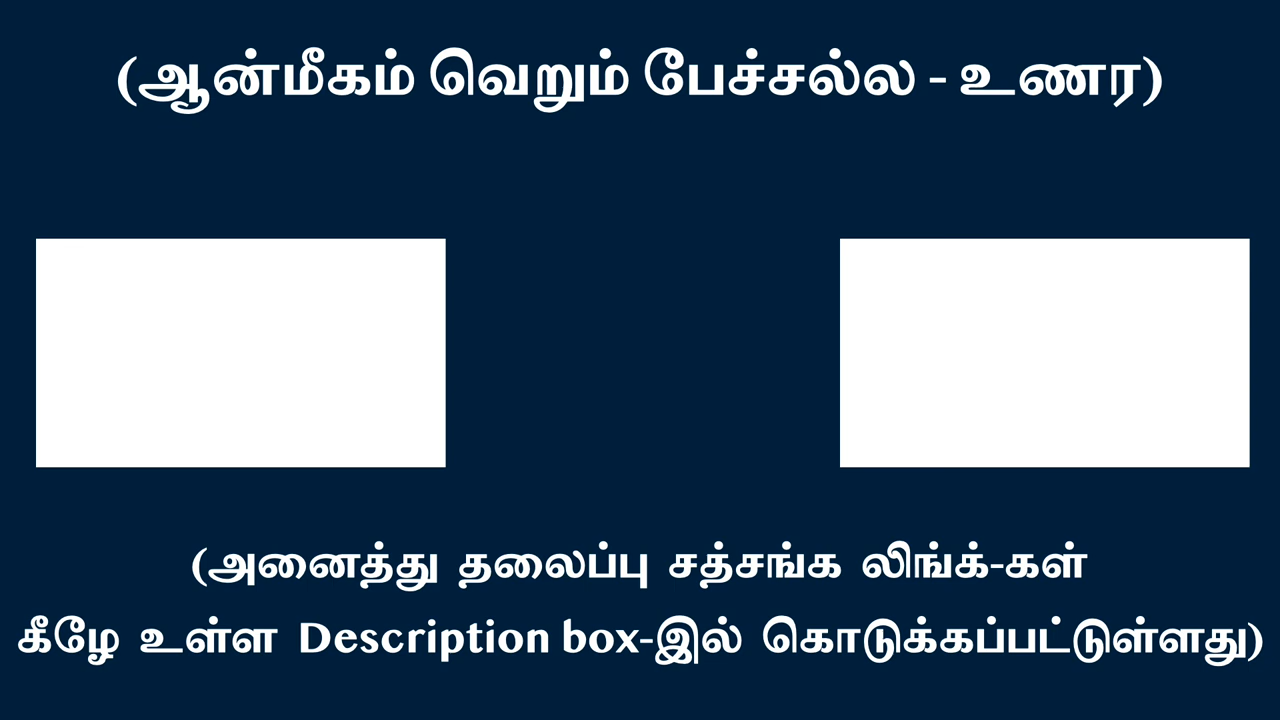 (ஆன்மீகம் வெறும் பேச்சல்ல - உணர)
(அனைத்து தலைப்பு சத்சங்க லிங்க்-கள்
கீழே உள்ள Description box-இல் கொடுக்கப்பட்டுள்ளது)